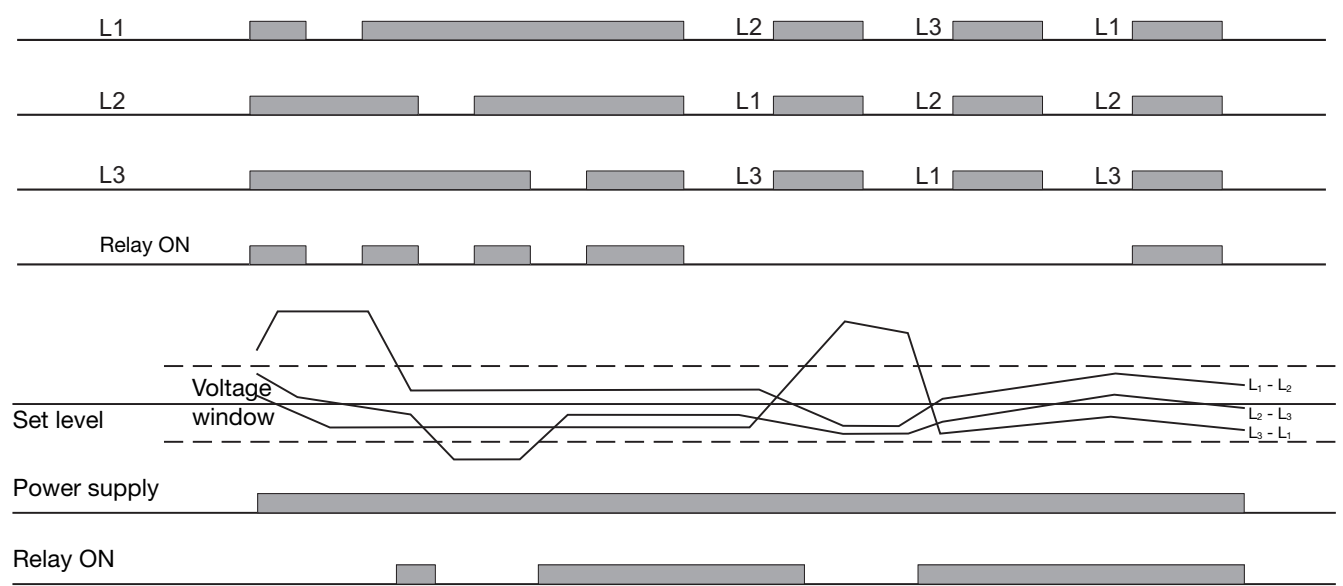 L1 L2 L3 L1
L2 L1 L2 L2
L3 L3 L1 L3
Relay ON
Voltage
window
L₁ - L₂
Set level
L₂ - L₃
L₃ - L₁
Power supply
Relay ON